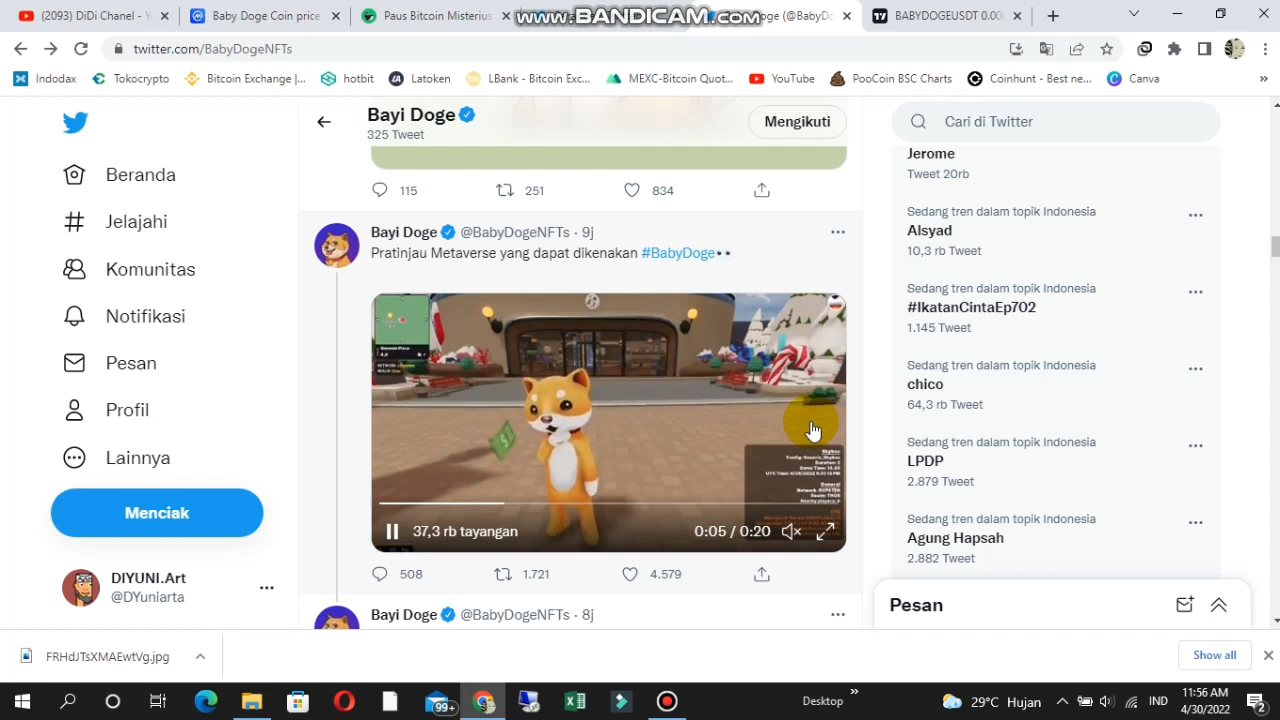 (2093) DiDi Channel - Y
Baby Doge Coin price
Paus Bitcoin Misterius
www.BANDICAM.com
oge (@BabyDo
BABYDOGEUSDT 0.00
twitter.com/BabyDogeNFTs
Indodax
Tokocrypto
Bitcoin Exchange |...
hotbit
Latoken
LBank - Bitcoin Exc...
MEXC-Bitcoin Quot...
YouTube
PooCoin BSC Charts
Coinhunt - Best ne...
Canva
»
Beranda
Jelajahi
Komunitas
Notifikasi
Pesan
Profil
Lainnya
Menciak
DIYUNI.Art
@DYuniarta
Bayi Doge
325 Tweet
Mengikuti
115
251
834
Bayi Doge @BabyDogeNFTs · 9j
Pratinjau Metaverse yang dapat dikenakan #BabyDoge
37,3 rb tayangan
0:05 / 0:20
508
1.721
4.579
Bayi Doge @BabyDogeNFTs · 8j
Cari di Twitter
Jerome
Tweet 20rb
Sedang tren dalam topik Indonesia
Alsyad
10,3 rb Tweet
Sedang tren dalam topik Indonesia
#IkatanCintaEp702
1.145 Tweet
Sedang tren dalam topik Indonesia
chico
64,3 rb Tweet
Sedang tren dalam topik Indonesia
LPDP
2.879 Tweet
Sedang tren dalam topik Indonesia
Agung Hapsah
2.882 Tweet
Pesan
FRHdJTsXMAEwtVg.jpg
Show all
99+
Desktop
»
29°C Hujan
IND
11:56 AM
4/30/2022
2